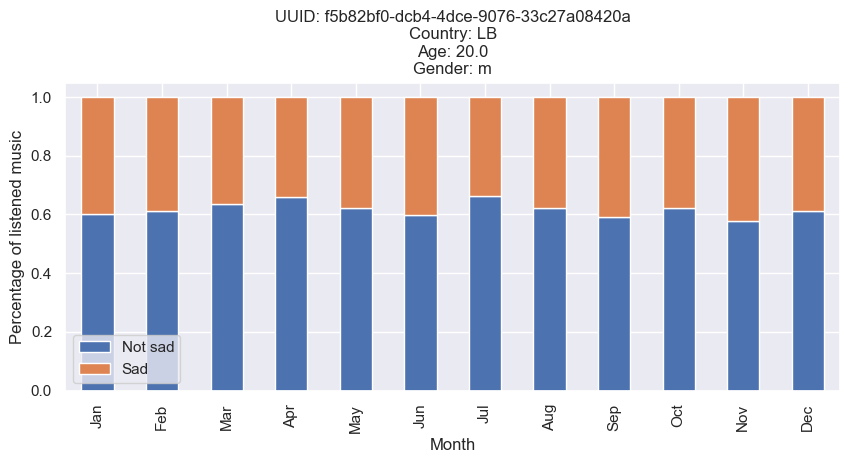 UUID: f5b82bf0-dcb4-4dce-9076-33c27a08420a
Country: LB
Age: 20.0
Gender: m
Percentage of listened music
1.0
0.8
0.6
0.4
0.2
0.0
Not sad
Sad
Jan
Feb
Mar
Apr
May
Jun
Jul
Aug
Sep
Oct
Nov
Dec
Month